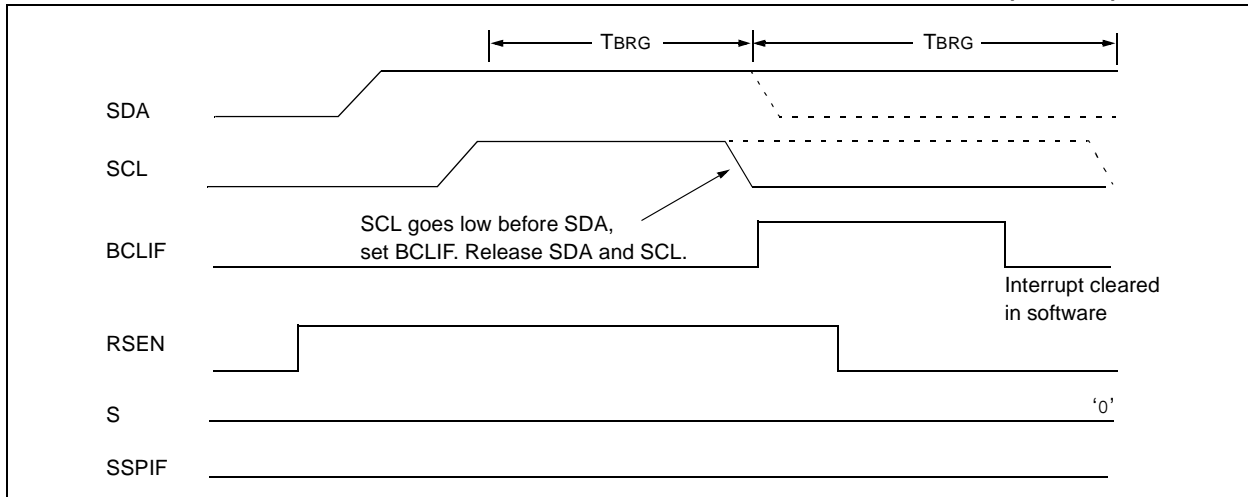 TBRG TBRG
SDA
SCL
SCL goes low before SDA,
set BCLIF. Release SDA and SCL.
BCLIF
Interrupt cleared
in software
RSEN
S
‘0’
SSPIF